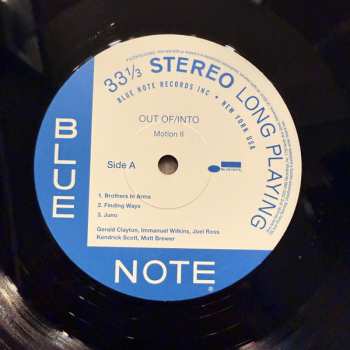 33⅓ STEREO LONG PLAYING
BLUE NOTE RECORDS INC • NEW YORK USA
OUT OF/INTO
Motion II
Side A
BLUE NOTE
1. Brothers In Arms
2. Finding Ways
3. Juno
Gerald Clayton, Immanuel Wilkins, Joel Ross
Kendrick Scott, Matt Brewer
BLUE
NOTE